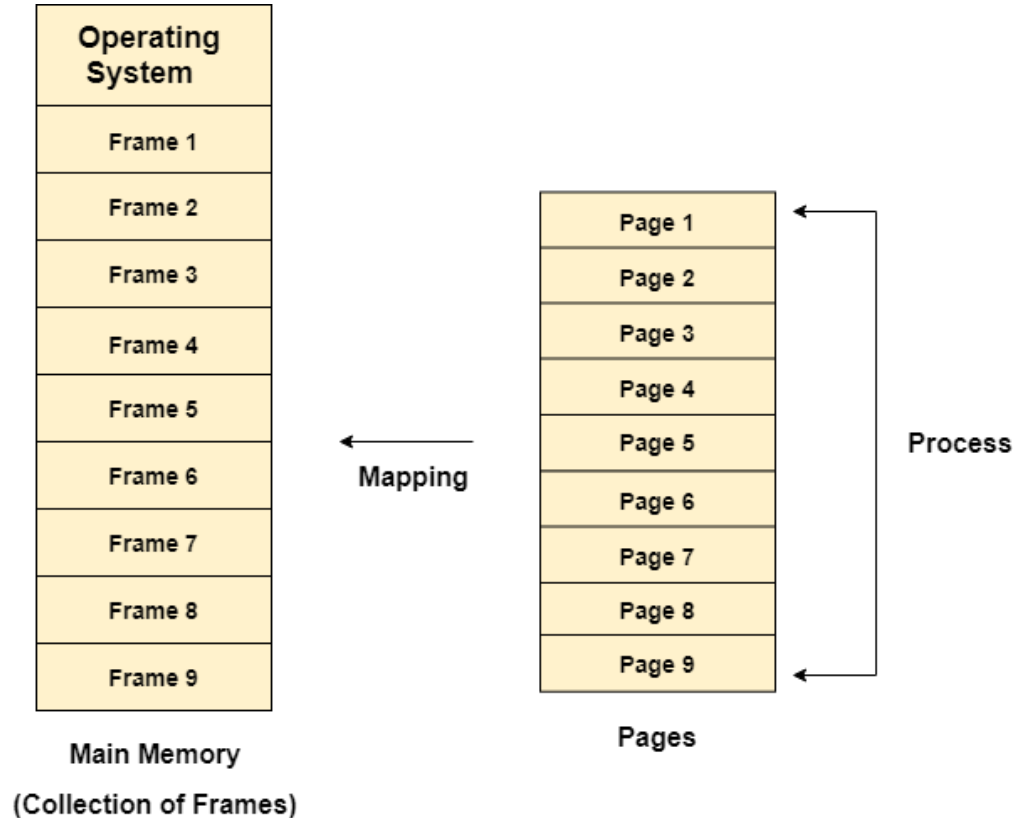 Operating
System
Frame 1
Frame 2
Frame 3
Frame 4
Frame 5
Frame 6
Frame 7
Frame 8
Frame 9
Main Memory
(Collection of Frames)
Mapping
Page 1
Page 2
Page 3
Page 4
Page 5
Page 6
Page 7
Page 8
Page 9
Pages
Process